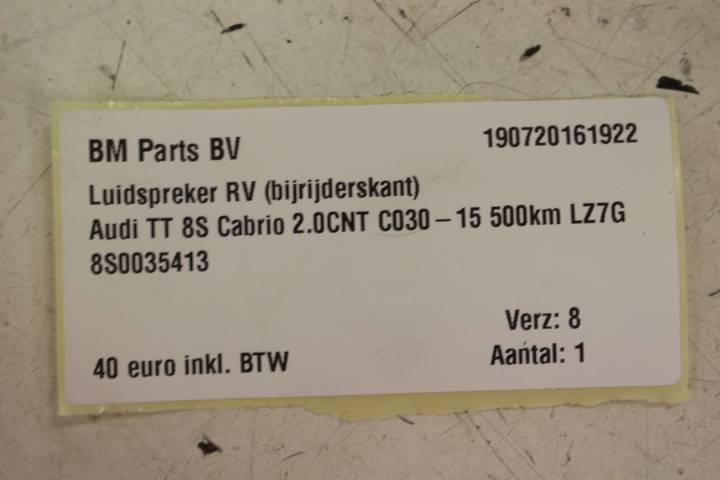 BM Parts BV 190720161922
Luidspreker RV (bijrijderskant)
Audi TT 8S Cabrio 2.0CNT C030 – 15 500km LZ7G
8S0035413
Verz: 8
40 euro inkl. BTW Aantal: 1